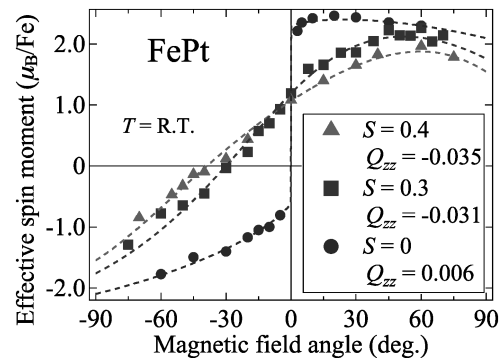 2.0
1.0
0
-1.0
-2.0
Effective spin moment (μB/Fe)
FePt
T = R.T.
S = 0.4
Qzz = -0.035
S = 0.3
Qzz = -0.031
S = 0
Qzz = 0.006
-90 -60 -30 0 30 60 90
Magnetic field angle (deg.)